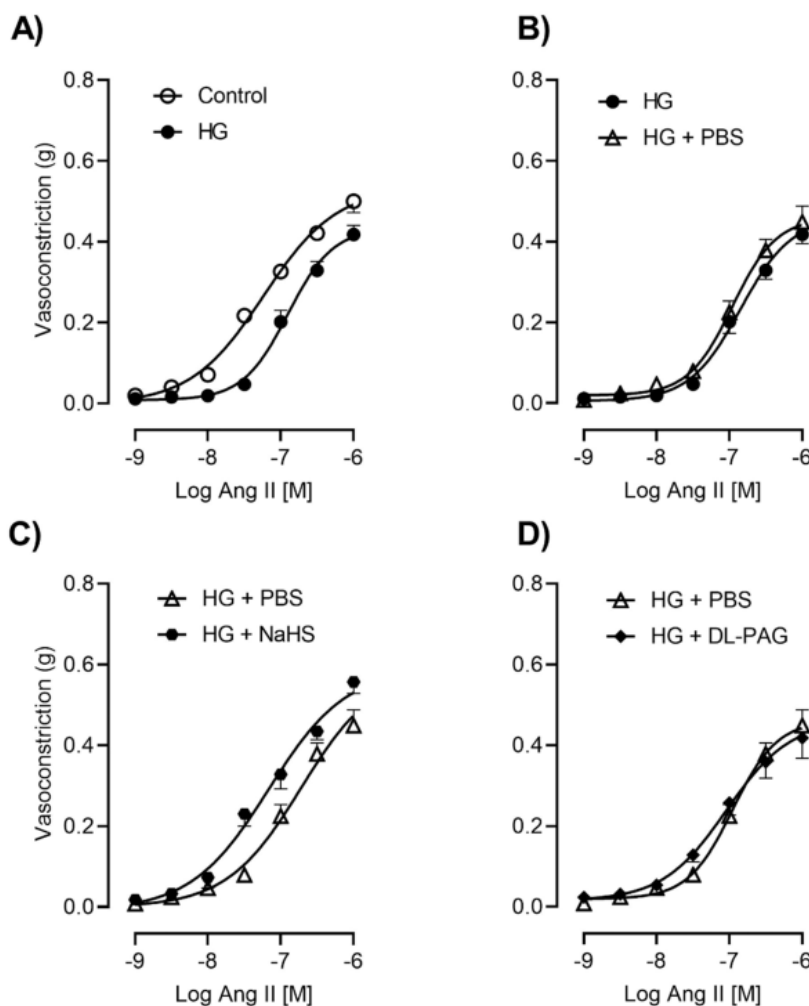 A)
0.8
0.6
0.4
0.2
0.0
Vasoconstriction (g)
Control
HG
-9
-8
-7
-6
Log Ang II [M]
B)
0.8
0.6
0.4
0.2
0.0
HG
HG + PBS
-9
-8
-7
-6
Log Ang II [M]
C)
0.8
0.6
0.4
0.2
0.0
Vasoconstriction (g)
HG + PBS
HG + NaHS
-9
-8
-7
-6
Log Ang II [M]
D)
0.8
0.6
0.4
0.2
0.0
HG + PBS
HG + DL-PAG
-9
-8
-7
-6
Log Ang II [M]